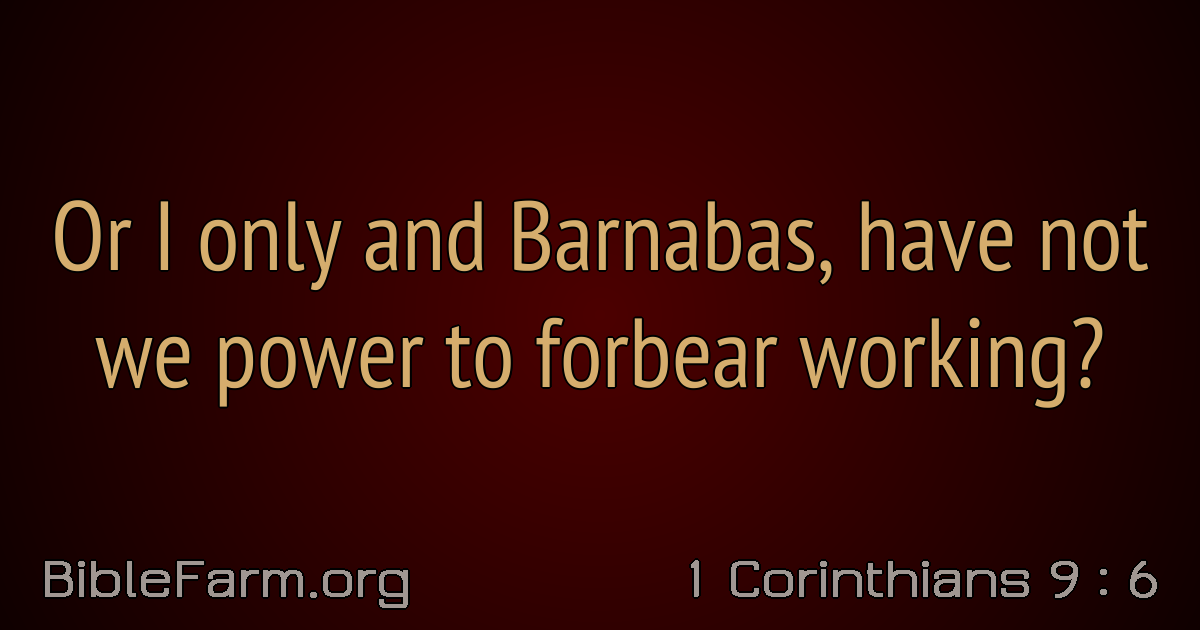 Or I only and Barnabas, have not
we power to forbear working?
BibleFarm.org
1 Corinthians 9 : 6